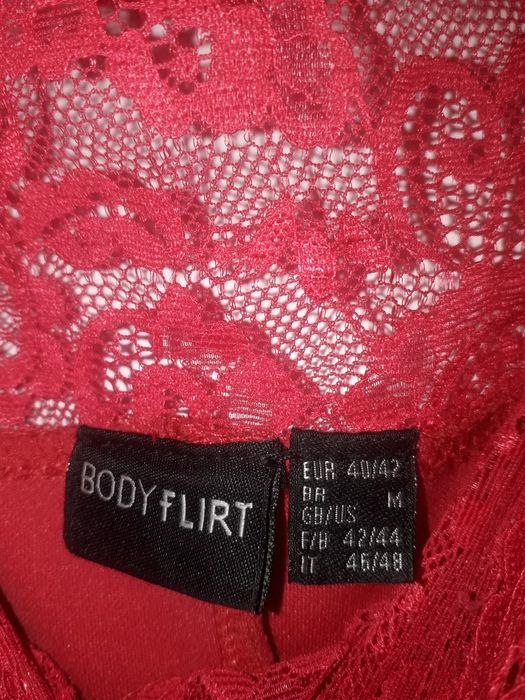 BODYFLIRT
EUR 40/42
BR M
GB/US
F/B 42/44
IT 46/48